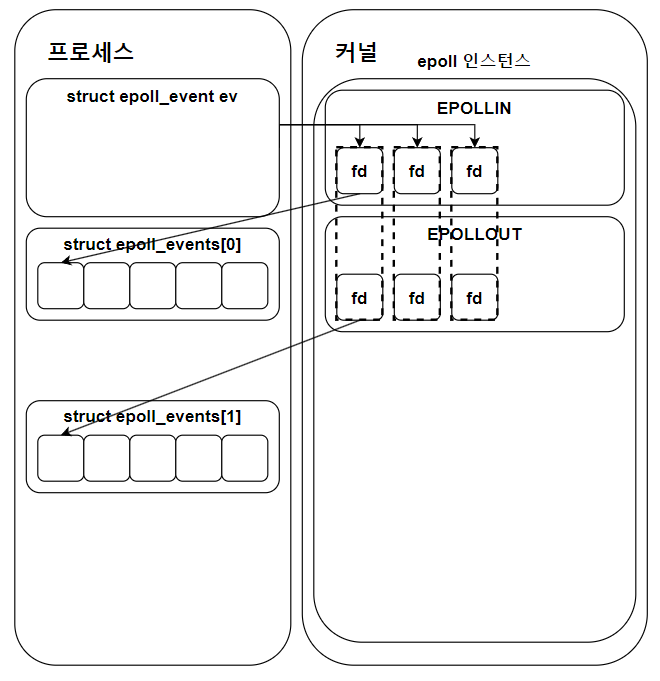 프로세스
커널
epoll 인스턴스
struct epoll_event ev
EPOLLIN
fd fd fd
struct epoll_events[0]
EPOLLOUT
fd fd fd
struct epoll_events[1]